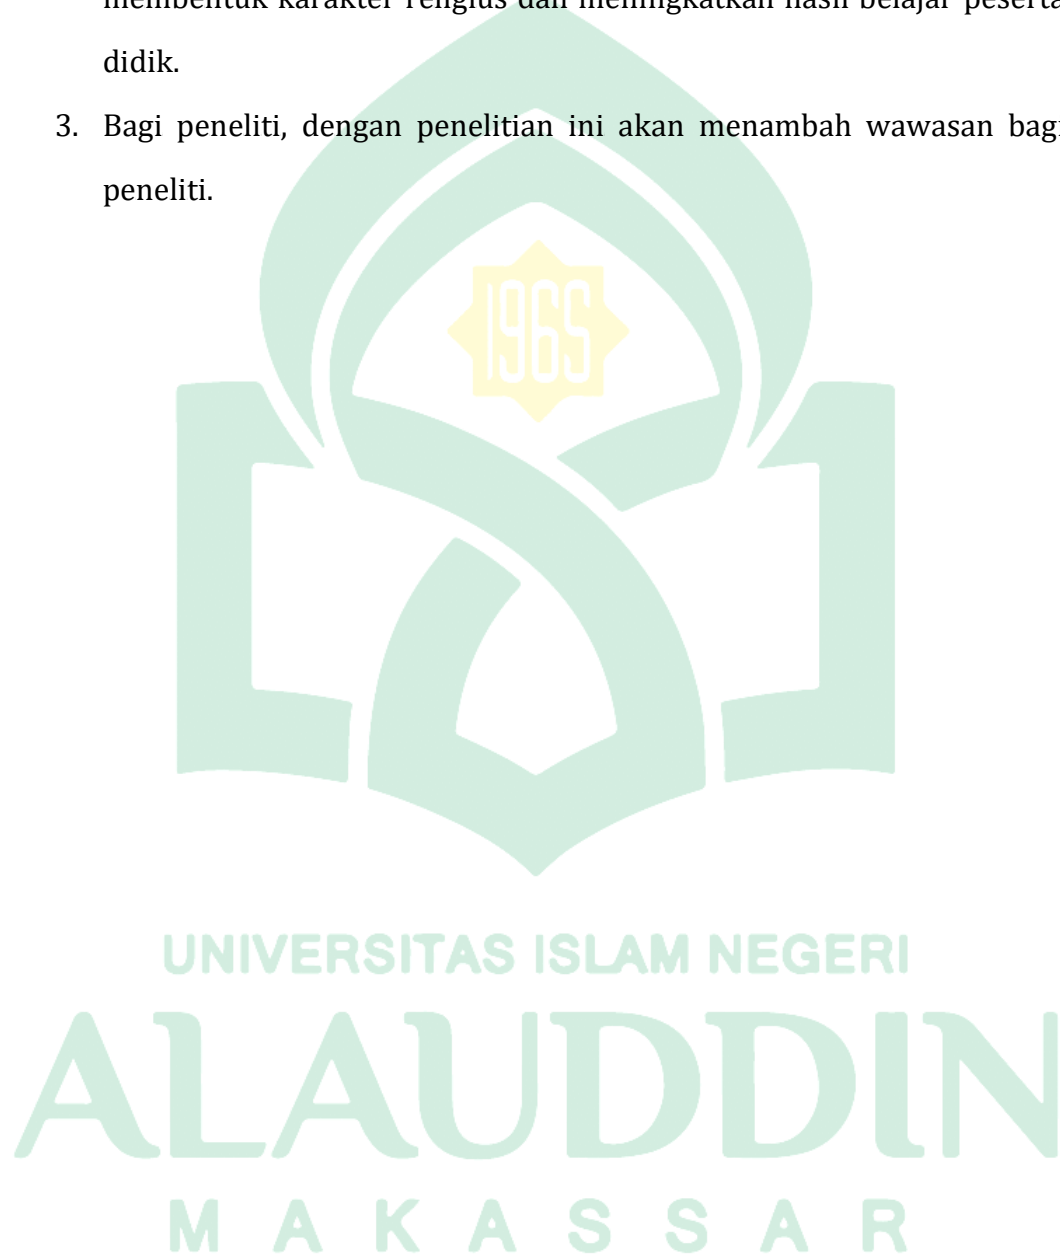 membentuk karakter religius dan meningkatkan hasil belajar peserta
didik.
3. Bagi peneliti, dengan penelitian ini akan menambah wawasan bagi
peneliti.
1965
UNIVERSITAS ISLAM NEGERI
ALAUDDIN
MAKASSAR